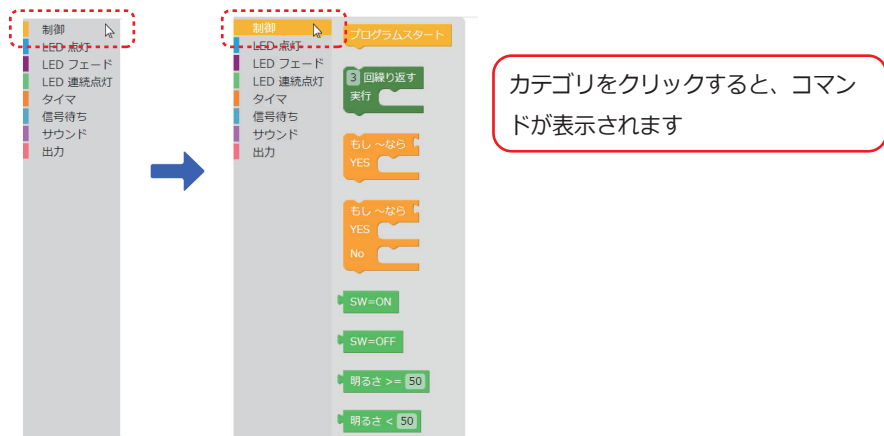 制御
LED 点灯
LED フェード
LED 連続点灯
タイマ
信号待ち
サウンド
出力
制御
LED 点灯
LED フェード
LED 連続点灯
タイマ
信号待ち
サウンド
出力
プログラムスタート
3 回繰り返す
実行
もし ～なら
YES
もし ～なら
YES
No
SW=ON
SW=OFF
明るさ >= 50
明るさ < 50
カテゴリをクリックすると、コマン
ドが表示されます